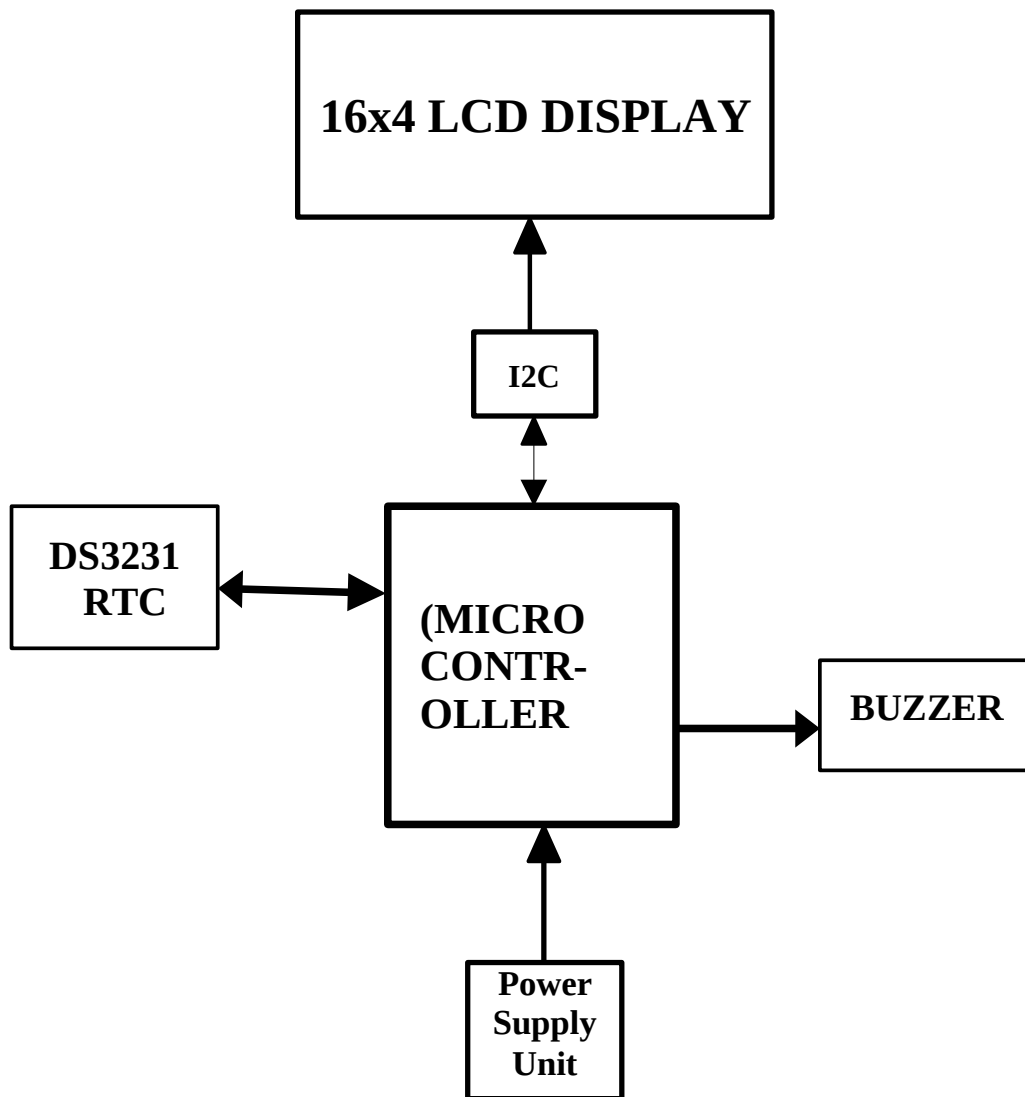 16x4 LCD DISPLAY
I2C
DS3231
RTC
(MICRO
CONTR-
OLLER
BUZZER
Power
Supply
Unit